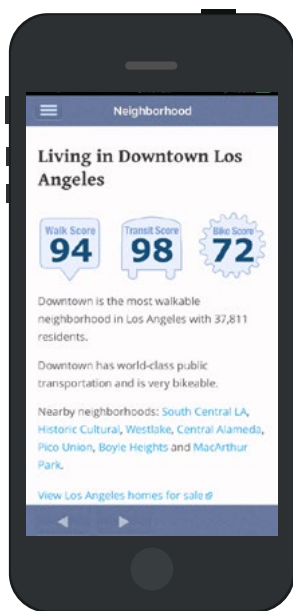 Neighborhood
Living in Downtown Los
Angeles
Walk Score
94
Transit Score
98
Bike Score
72
Downtown is the most walkable
neighborhood in Los Angeles with 37,811
residents.
Downtown has world-class public
transportation and is very bikeable.
Nearby neighborhoods: South Central LA,
Historic Cultural, Westlake, Central Alameda,
Pico Union, Boyle Heights and MacArthur
Park.
View Los Angeles homes for sale